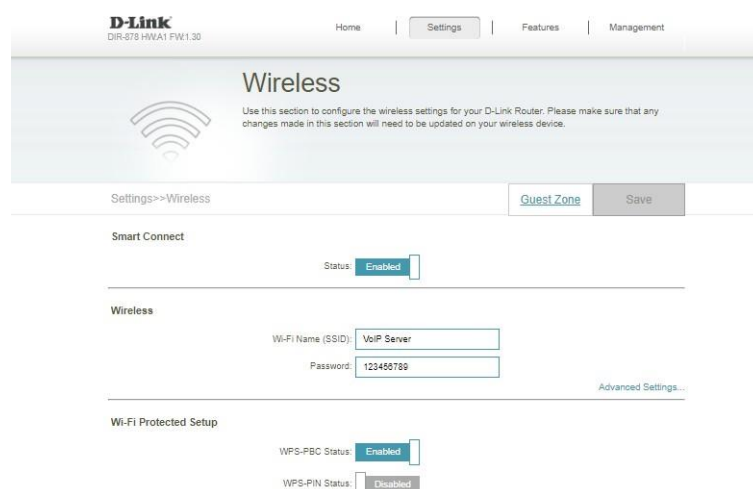 D-Link
DIR-878 HW:A1 FW:1.30
Home | Settings | Features | Management
Wireless
Use this section to configure the wireless settings for your D-Link Router. Please make sure that any
changes made in this section will need to be updated on your wireless device.
Settings>>Wireless
Guest Zone
Save
Smart Connect
Status: Enabled
Wireless
Wi-Fi Name (SSID): VoIP Server
Password: 123456789
Advanced Settings...
Wi-Fi Protected Setup
WPS-PBC Status: Enabled
WPS-PIN Status: Disabled